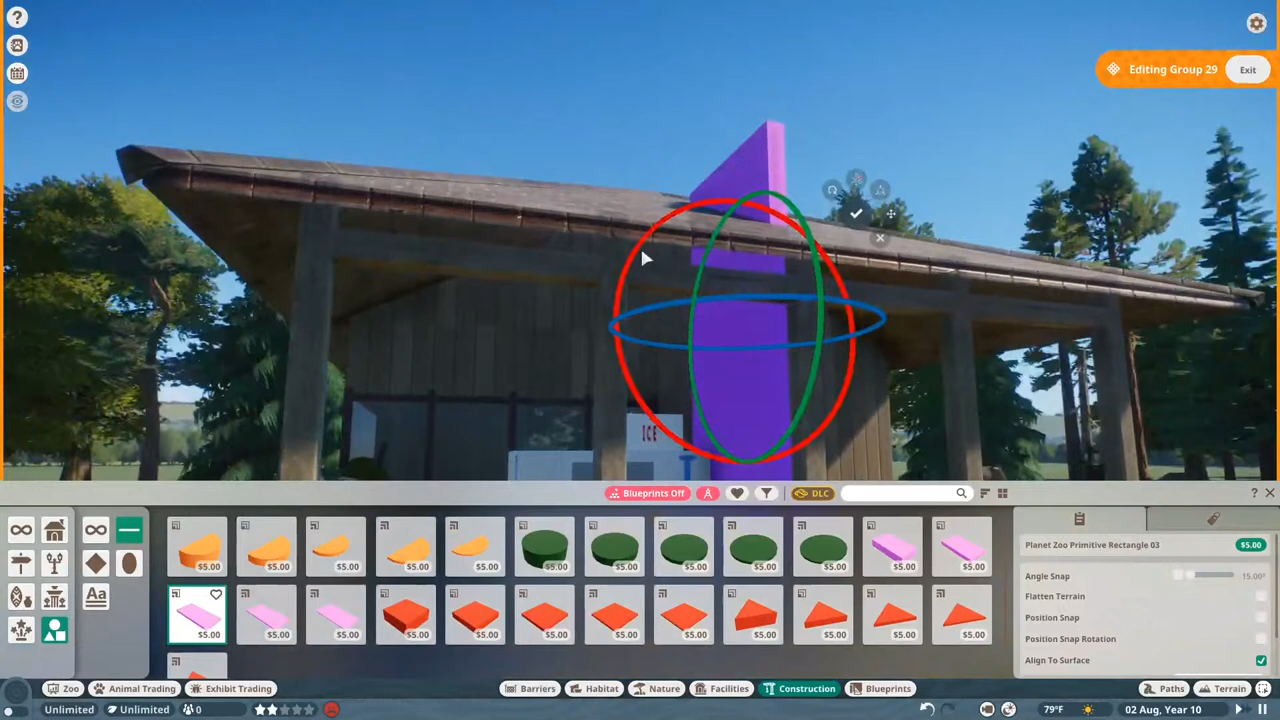 ?
Editing Group 29
Exit
ICE
Blueprints Off
DLC
?
$5.00 $5.00 $5.00 $5.00 $5.00 $5.00 $5.00 $5.00 $5.00 $5.00 $5.00 $5.00
Aa
$5.00 $5.00 $5.00 $5.00 $5.00 $5.00 $5.00 $5.00 $5.00 $5.00 $5.00 $5.00
Planet Zoo Primitive Rectangle 03
$5.00
Angle Snap
15.00°
Flatten Terrain
Position Snap
Position Snap Rotation
Align To Surface
Zoo
Animal Trading
Exhibit Trading
Barriers
Habitat
Nature
Facilities
Construction
Blueprints
Paths
Terrain
Unlimited
Unlimited
0
79°F
02 Aug, Year 10